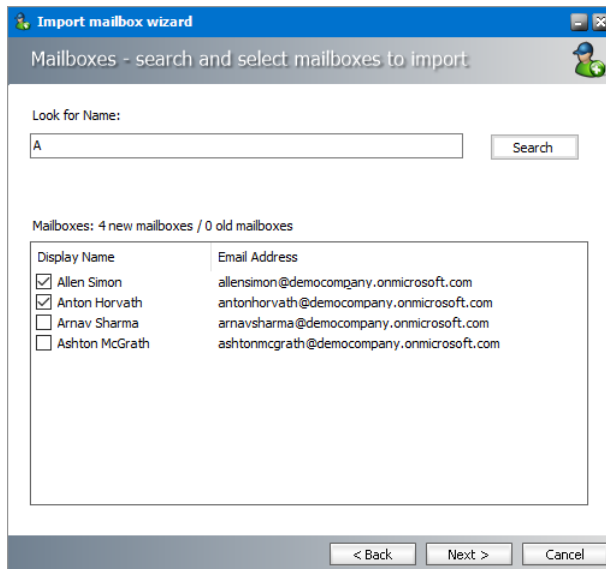 Import mailbox wizard
Mailboxes - search and select mailboxes to import
Look for Name:
A
Search
Mailboxes: 4 new mailboxes / 0 old mailboxes
Display Name Email Address
Allen Simon allensimon@democompany.onmicrosoft.com
Anton Horvath antonhorvath@democompany.onmicrosoft.com
Arnav Sharma arnavsharma@democompany.onmicrosoft.com
Ashton McGrath ashtonmcgrath@democompany.onmicrosoft.com
< Back Next > Cancel